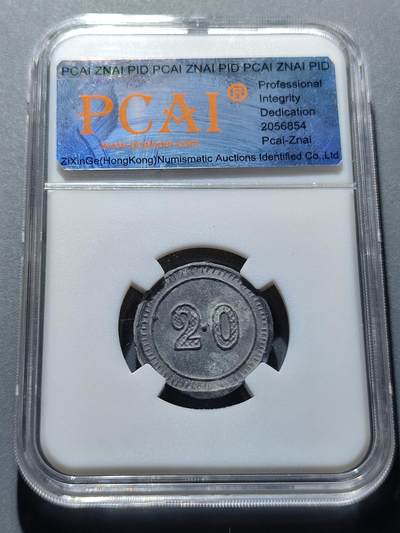 PCAI ZNAI PID PCAI ZNAI PID PCAI ZNAI PID
PCAI®
Professional
Integrity
Dedication
2056854
Pcai-Znai
ZiXinGe(HongKong)Numismatic Auctions Identified Co.,Ltd
20